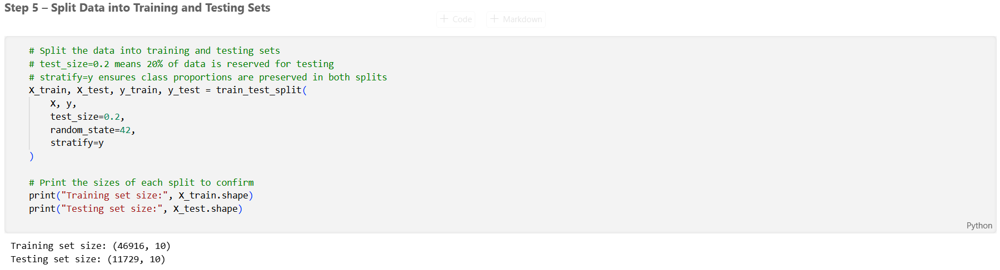 Step 5 – Split Data into Training and Testing Sets
+ Code + Markdown
# Split the data into training and testing sets
# test_size=0.2 means 20% of data is reserved for testing
# stratify=y ensures class proportions are preserved in both splits
X_train, X_test, y_train, y_test = train_test_split(
    X, y,
    test_size=0.2,
    random_state=42,
    stratify=y
)
# Print the sizes of each split to confirm
print("Training set size:", X_train.shape)
print("Testing set size:", X_test.shape)
Python
Training set size: (46916, 10)
Testing set size: (11729, 10)